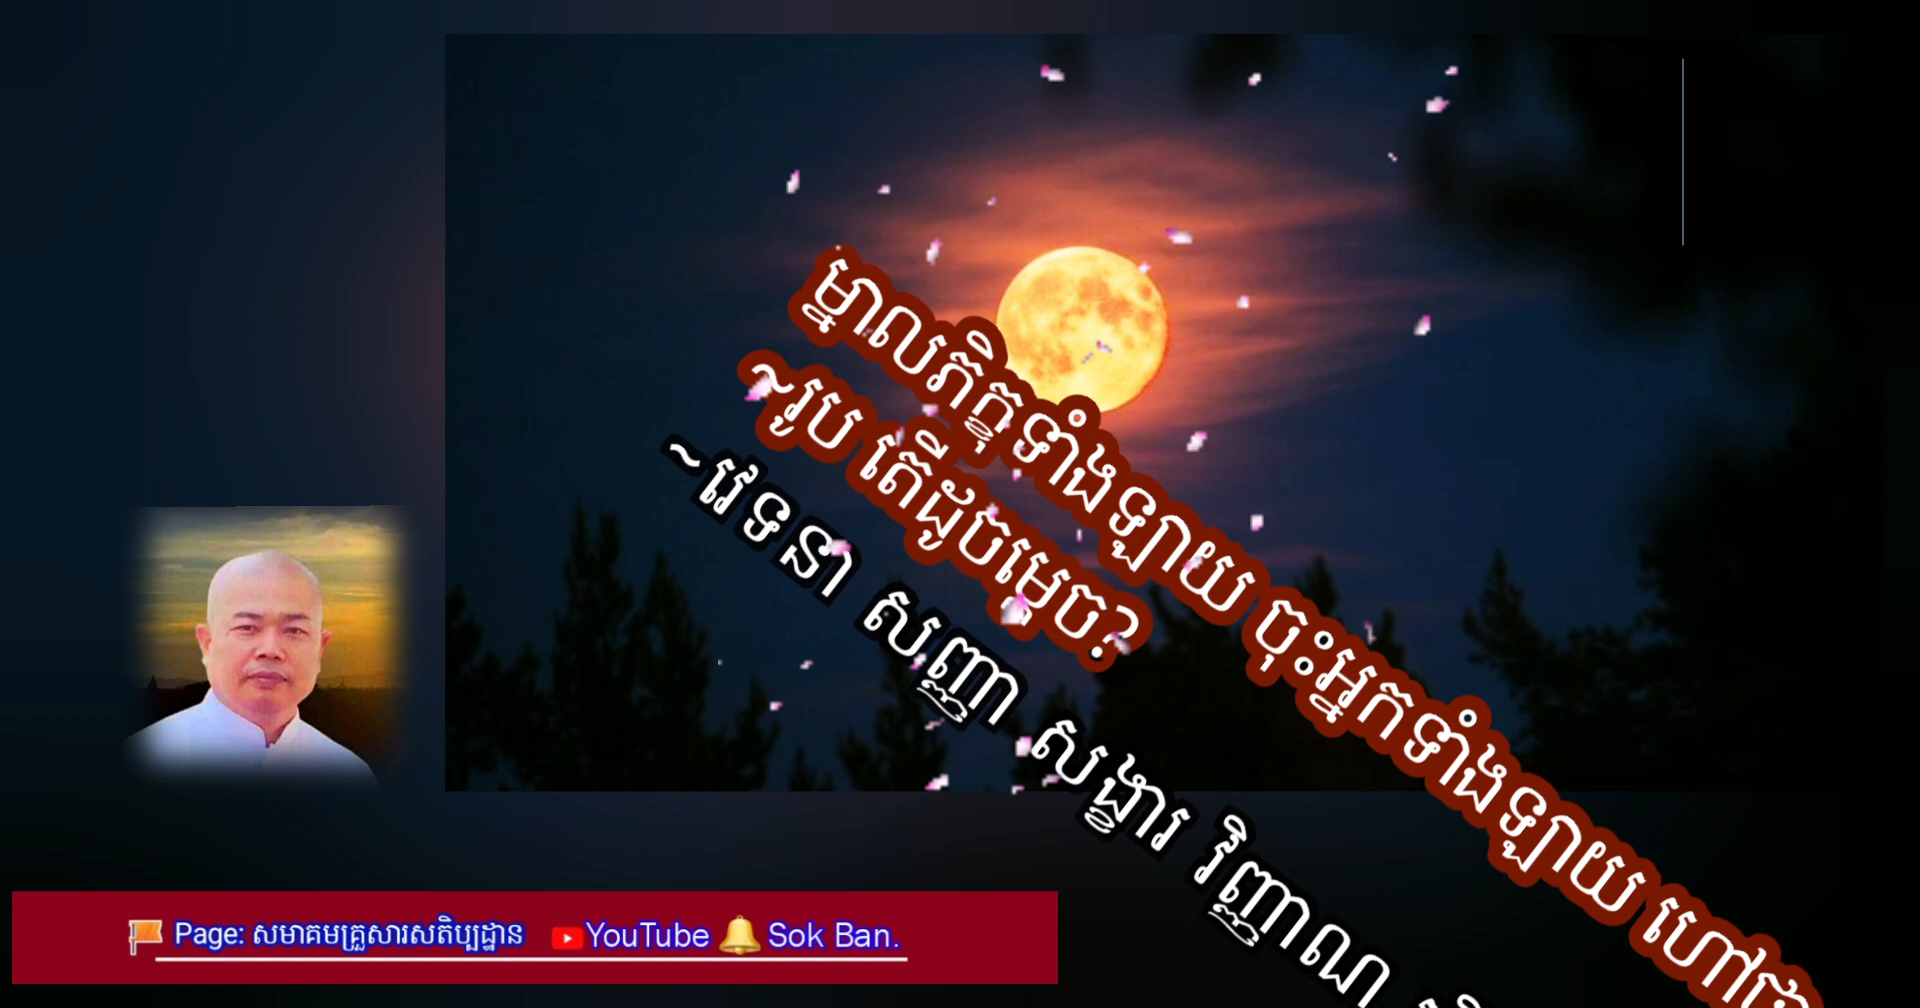 ម្នាលភិក្ខុទាំងឡាយ ចុះអ្នកទាំងឡាយ ហៅថា
~រូប តើដូចម្ដេច?
~វេទនា សញ្ញា សង្ខារ វិញ្ញាណ
Page: សមាគមគ្រួសារសតិប្បដ្ឋាន YouTube Sok Ban.